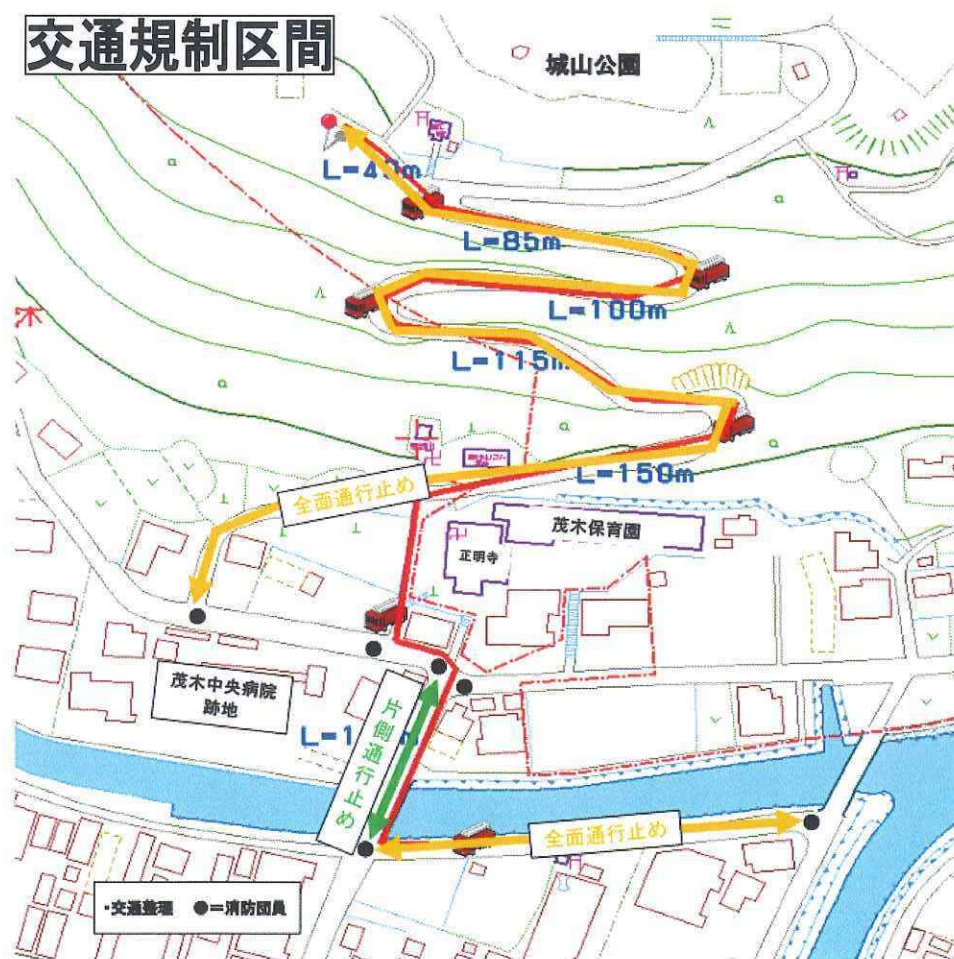 交通規制区間
城山公園
L=85m
L=100m
L=115m
L=150m
全面通行止め
茂木保育園
正明寺
茂木中央病院
跡地
片側通行止め
全面通行止め
・交通整理 ●=消防団員